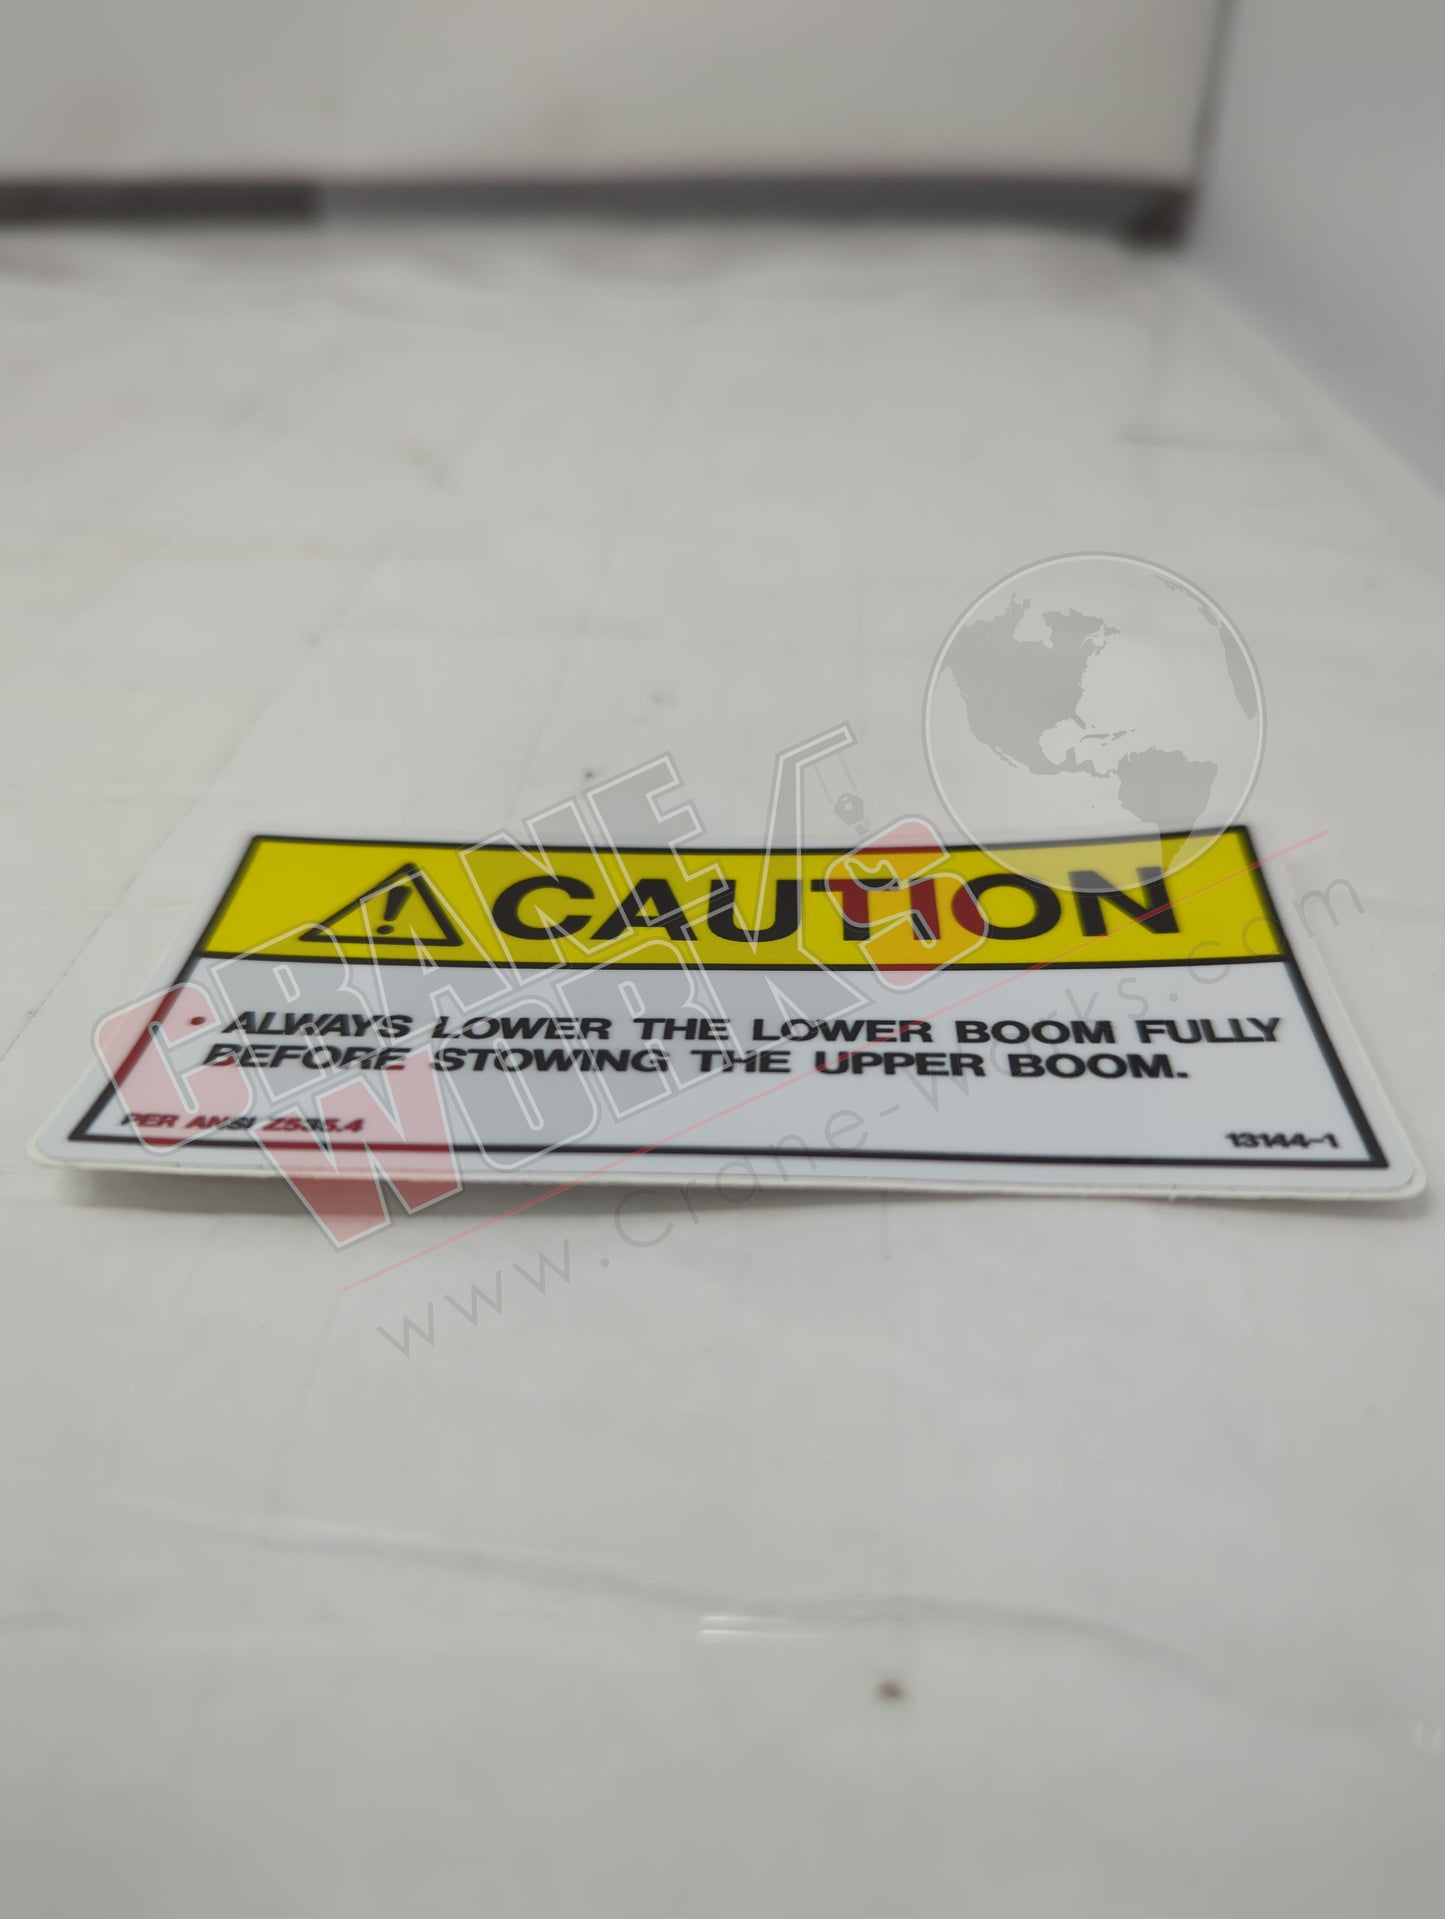 CAUTION
• ALWAYS LOWER THE LOWER BOOM FULLY
BEFORE STOWING THE UPPER BOOM.
PER ANSI Z535.4
13144-1
CRANE
WORKS
www.crane-works.com